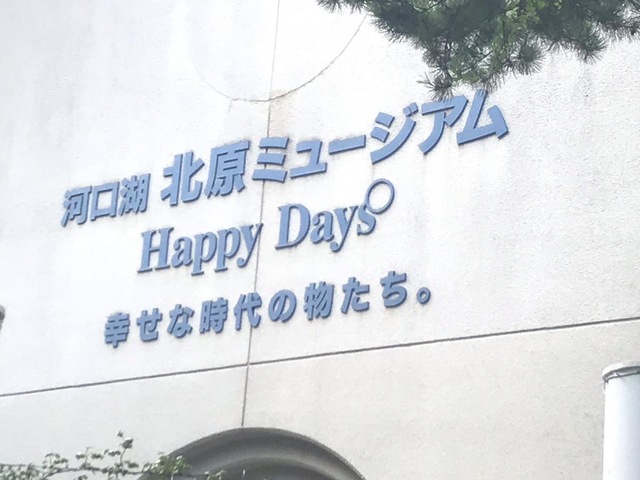 河口湖 北原ミュージアム
Happy Days
幸せな時代の物たち。